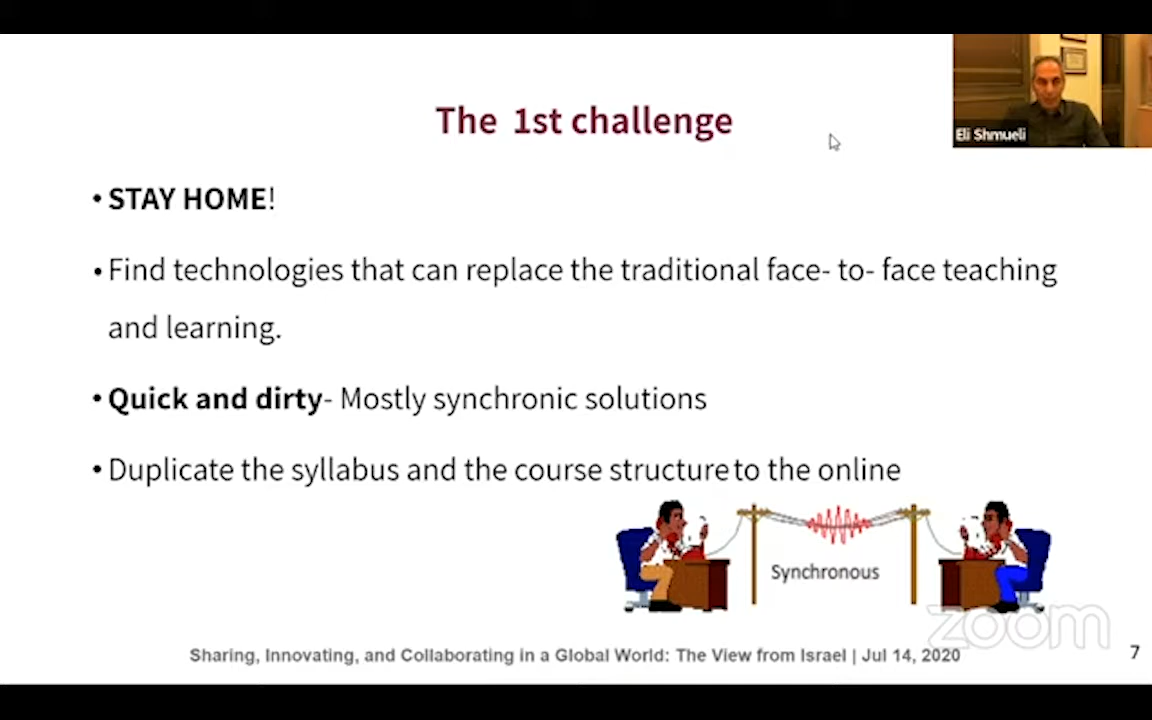 The 1st challenge
Eli Shmueli
• STAY HOME!
• Find technologies that can replace the traditional face- to- face teaching
and learning.
• Quick and dirty- Mostly synchronic solutions
• Duplicate the syllabus and the course structure to the online
Synchronous
zoom
Sharing, Innovating, and Collaborating in a Global World: The View from Israel | Jul 14, 2020
7